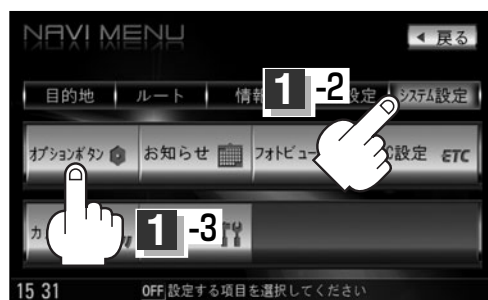 NAVI MENU ◀ 戻る
目的地 ルート 情 1 -2 設定 システム設定
オプションボタン お知らせ フォトビュー 設定 ETC
カ 1 -3
15 31 OFF 設定する項目を選択してください